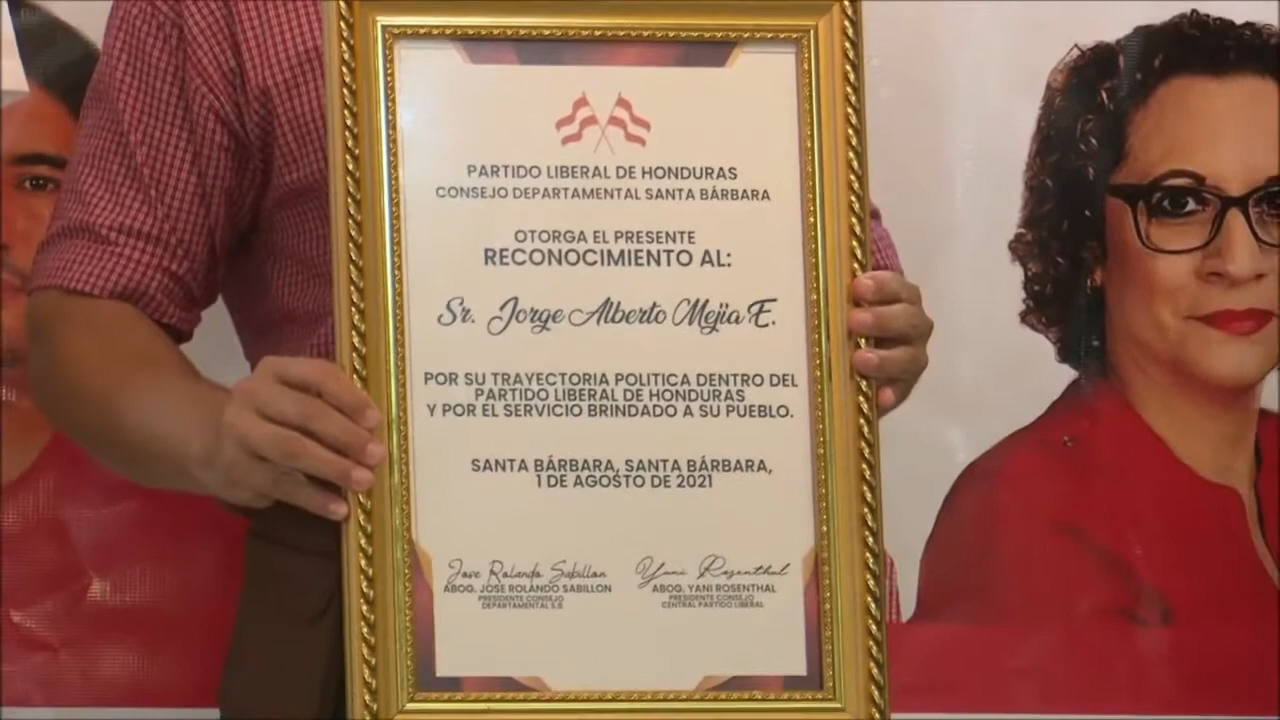 PARTIDO LIBERAL DE HONDURAS
CONSEJO DEPARTAMENTAL SANTA BÁRBARA
OTORGA EL PRESENTE
RECONOCIMIENTO AL:
Sr. Jorge Alberto Mejia E.
POR SU TRAYECTORIA POLITICA DENTRO DEL
PARTIDO LIBERAL DE HONDURAS
Y POR EL SERVICIO BRINDADO A SU PUEBLO.
SANTA BÁRBARA, SANTA BÁRBARA,
1 DE AGOSTO DE 2021
Jose Rolando Sabillon
ABOG. JOSE ROLANDO SABILLON
PRESIDENTE CONSEJO
DEPARTAMENTAL S.B
Yani Rosenthal
ABOG. YANI ROSENTHAL
PRESIDENTE CONSEJO
CENTRAL PARTIDO LIBERAL